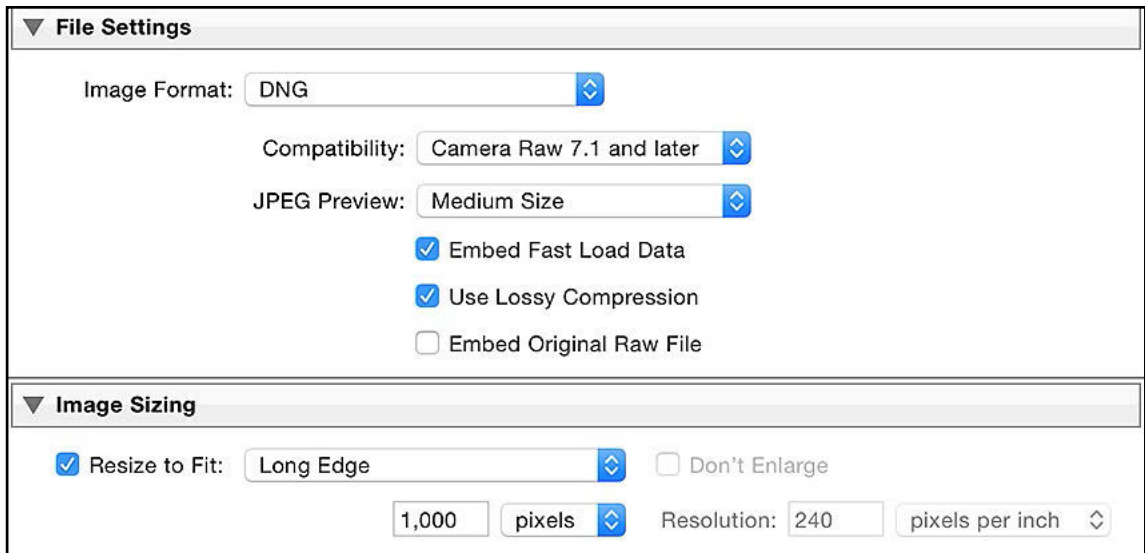 File Settings
Image Format: DNG
Compatibility: Camera Raw 7.1 and later
JPEG Preview: Medium Size
Embed Fast Load Data
Use Lossy Compression
Embed Original Raw File
Image Sizing
Resize to Fit: Long Edge Don't Enlarge
1,000 pixels Resolution: 240 pixels per inch